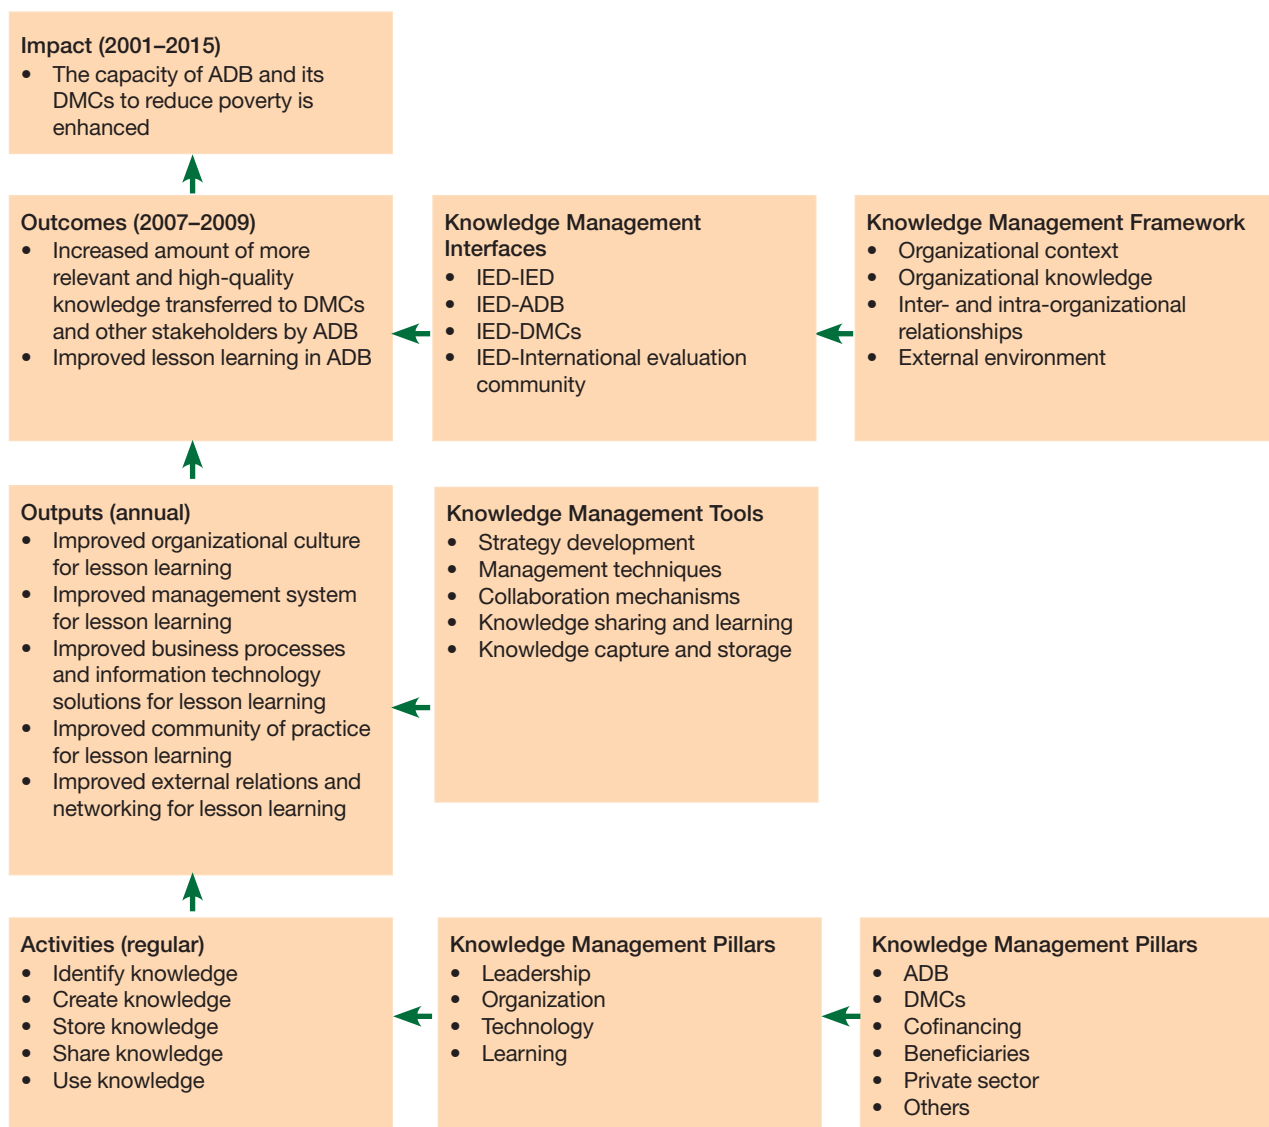 Impact (2001–2015)
• The capacity of ADB and its
DMCs to reduce poverty is
enhanced
Outcomes (2007–2009)
• Increased amount of more
relevant and high-quality
knowledge transferred to DMCs
and other stakeholders by ADB
• Improved lesson learning in ADB
Knowledge Management
Interfaces
• IED-IED
• IED-ADB
• IED-DMCs
• IED-International evaluation
community
Knowledge Management Framework
• Organizational context
• Organizational knowledge
• Inter- and intra-organizational
relationships
• External environment
Outputs (annual)
• Improved organizational culture
for lesson learning
• Improved management system
for lesson learning
• Improved business processes
and information technology
solutions for lesson learning
• Improved community of practice
for lesson learning
• Improved external relations and
networking for lesson learning
Knowledge Management Tools
• Strategy development
• Management techniques
• Collaboration mechanisms
• Knowledge sharing and learning
• Knowledge capture and storage
Activities (regular)
• Identify knowledge
• Create knowledge
• Store knowledge
• Share knowledge
• Use knowledge
Knowledge Management Pillars
• Leadership
• Organization
• Technology
• Learning
Knowledge Management Pillars
• ADB
• DMCs
• Cofinancing
• Beneficiaries
• Private sector
• Others